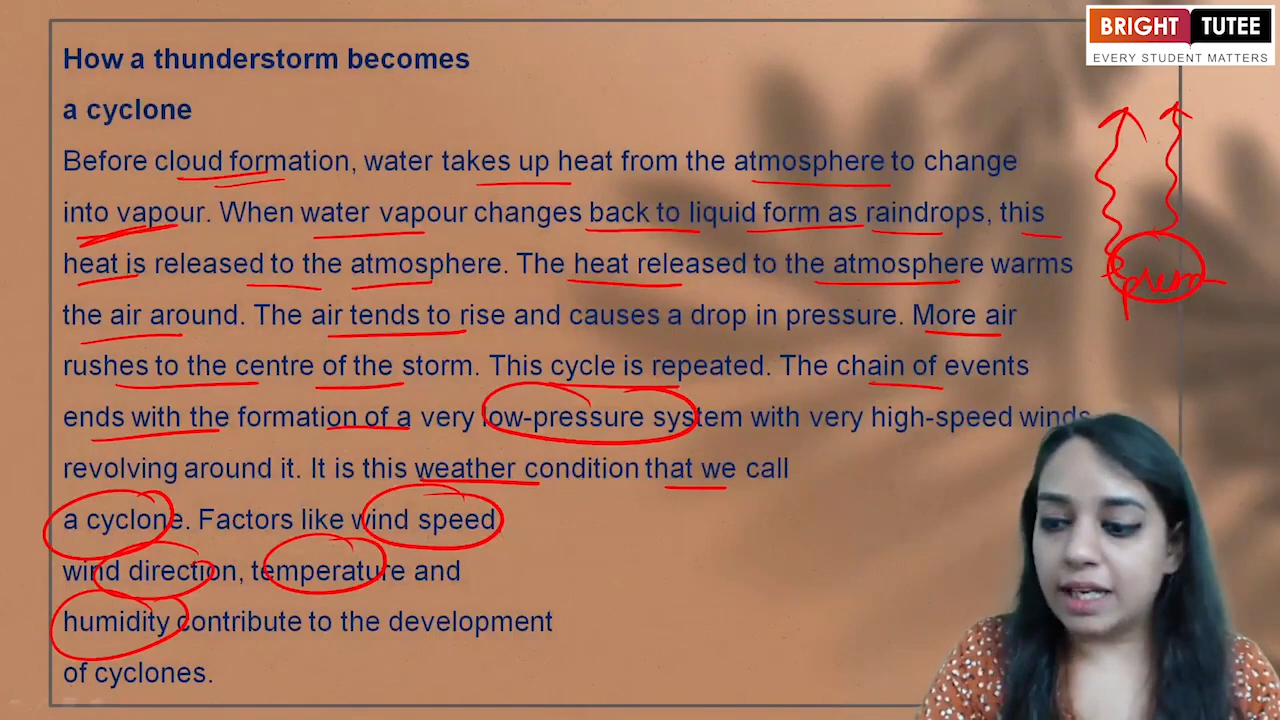 BRIGHT TUTEE
EVERY STUDENT MATTERS
How a thunderstorm becomes
a cyclone
Before cloud formation, water takes up heat from the atmosphere to change
into vapour. When water vapour changes back to liquid form as raindrops, this
heat is released to the atmosphere. The heat released to the atmosphere warms
the air around. The air tends to rise and causes a drop in pressure. More air
rushes to the centre of the storm. This cycle is repeated. The chain of events
ends with the formation of a very low-pressure system with very high-speed winds
revolving around it. It is this weather condition that we call
a cyclone. Factors like wind speed,
wind direction, temperature and
humidity contribute to the development
of cyclones.